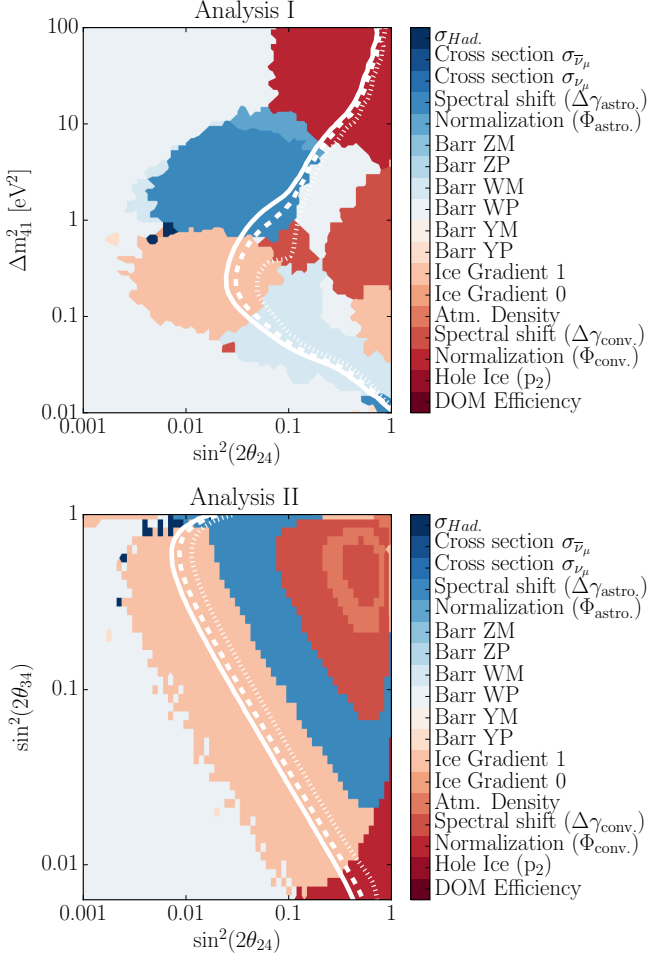 Analysis I
100
10
1
0.1
0.01
Δm²₄₁ [eV²]
0.001
0.01
0.1
1
sin²(2θ₂₄)
σ_Had.
Cross section σ_ν̅_μ
Cross section σ_ν_μ
Spectral shift (Δγ_astro.)
Normalization (Φ_astro.)
Barr ZM
Barr ZP
Barr WM
Barr WP
Barr YM
Barr YP
Ice Gradient 1
Ice Gradient 0
Atm. Density
Spectral shift (Δγ_conv.)
Normalization (Φ_conv.)
Hole Ice (p₂)
DOM Efficiency
Analysis II
1
0.1
0.01
sin²(2θ₃₄)
0.001
0.01
0.1
1
sin²(2θ₂₄)
σ_Had.
Cross section σ_ν̅_μ
Cross section σ_ν_μ
Spectral shift (Δγ_astro.)
Normalization (Φ_astro.)
Barr ZM
Barr ZP
Barr WM
Barr WP
Barr YM
Barr YP
Ice Gradient 1
Ice Gradient 0
Atm. Density
Spectral shift (Δγ_conv.)
Normalization (Φ_conv.)
Hole Ice (p₂)
DOM Efficiency